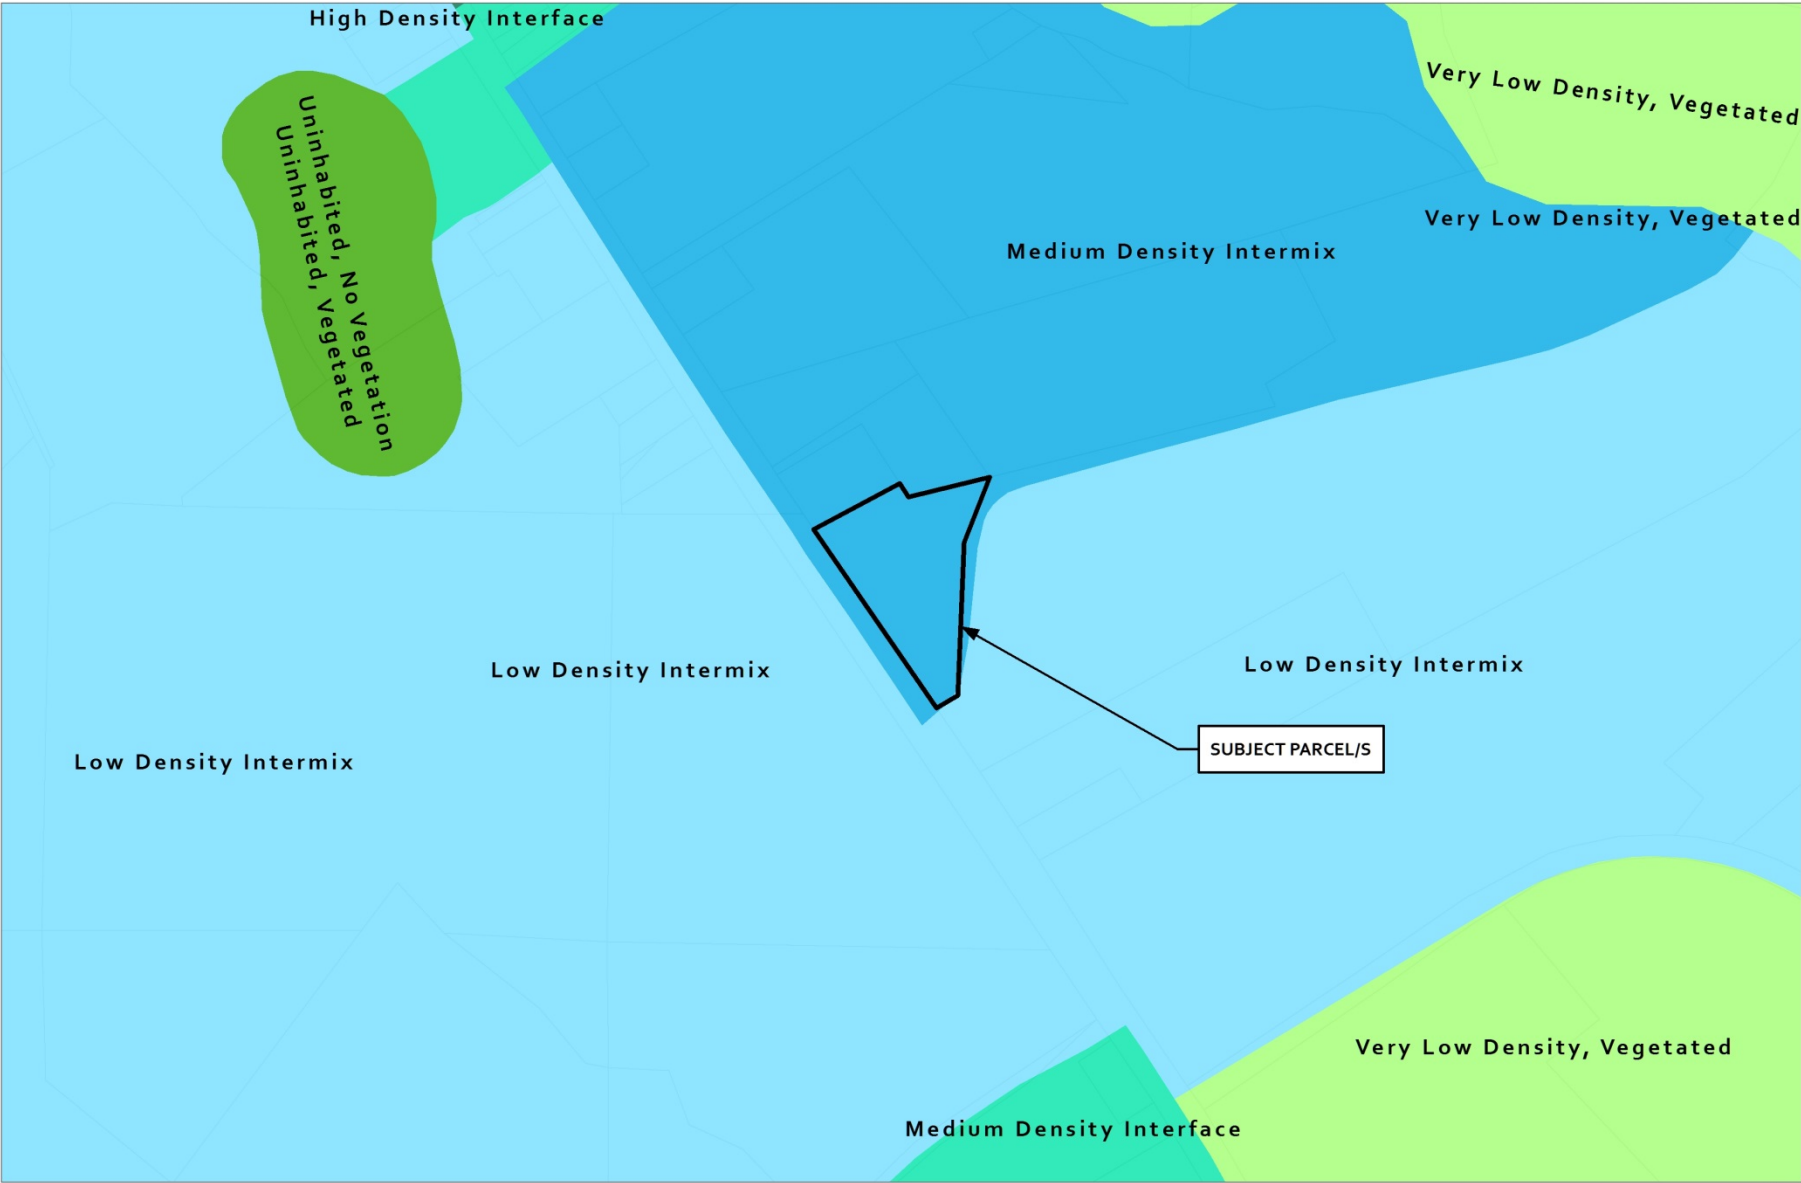 High Density Interface
Very Low Density, Vegetated
Uninhabited, No Vegetation
Uninhabited, Vegetated
Very Low Density, Vegetated
Medium Density Intermix
Low Density Intermix
Low Density Intermix
SUBJECT PARCEL/S
Low Density Intermix
Very Low Density, Vegetated
Medium Density Interface